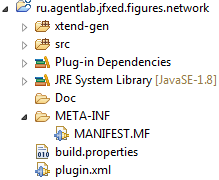 ru.agentlab.jfxed.figures.network
xtend-gen
src
Plug-in Dependencies
JRE System Library [JavaSE-1.8]
Doc
META-INF
MANIFEST.MF
build.properties
plugin.xml